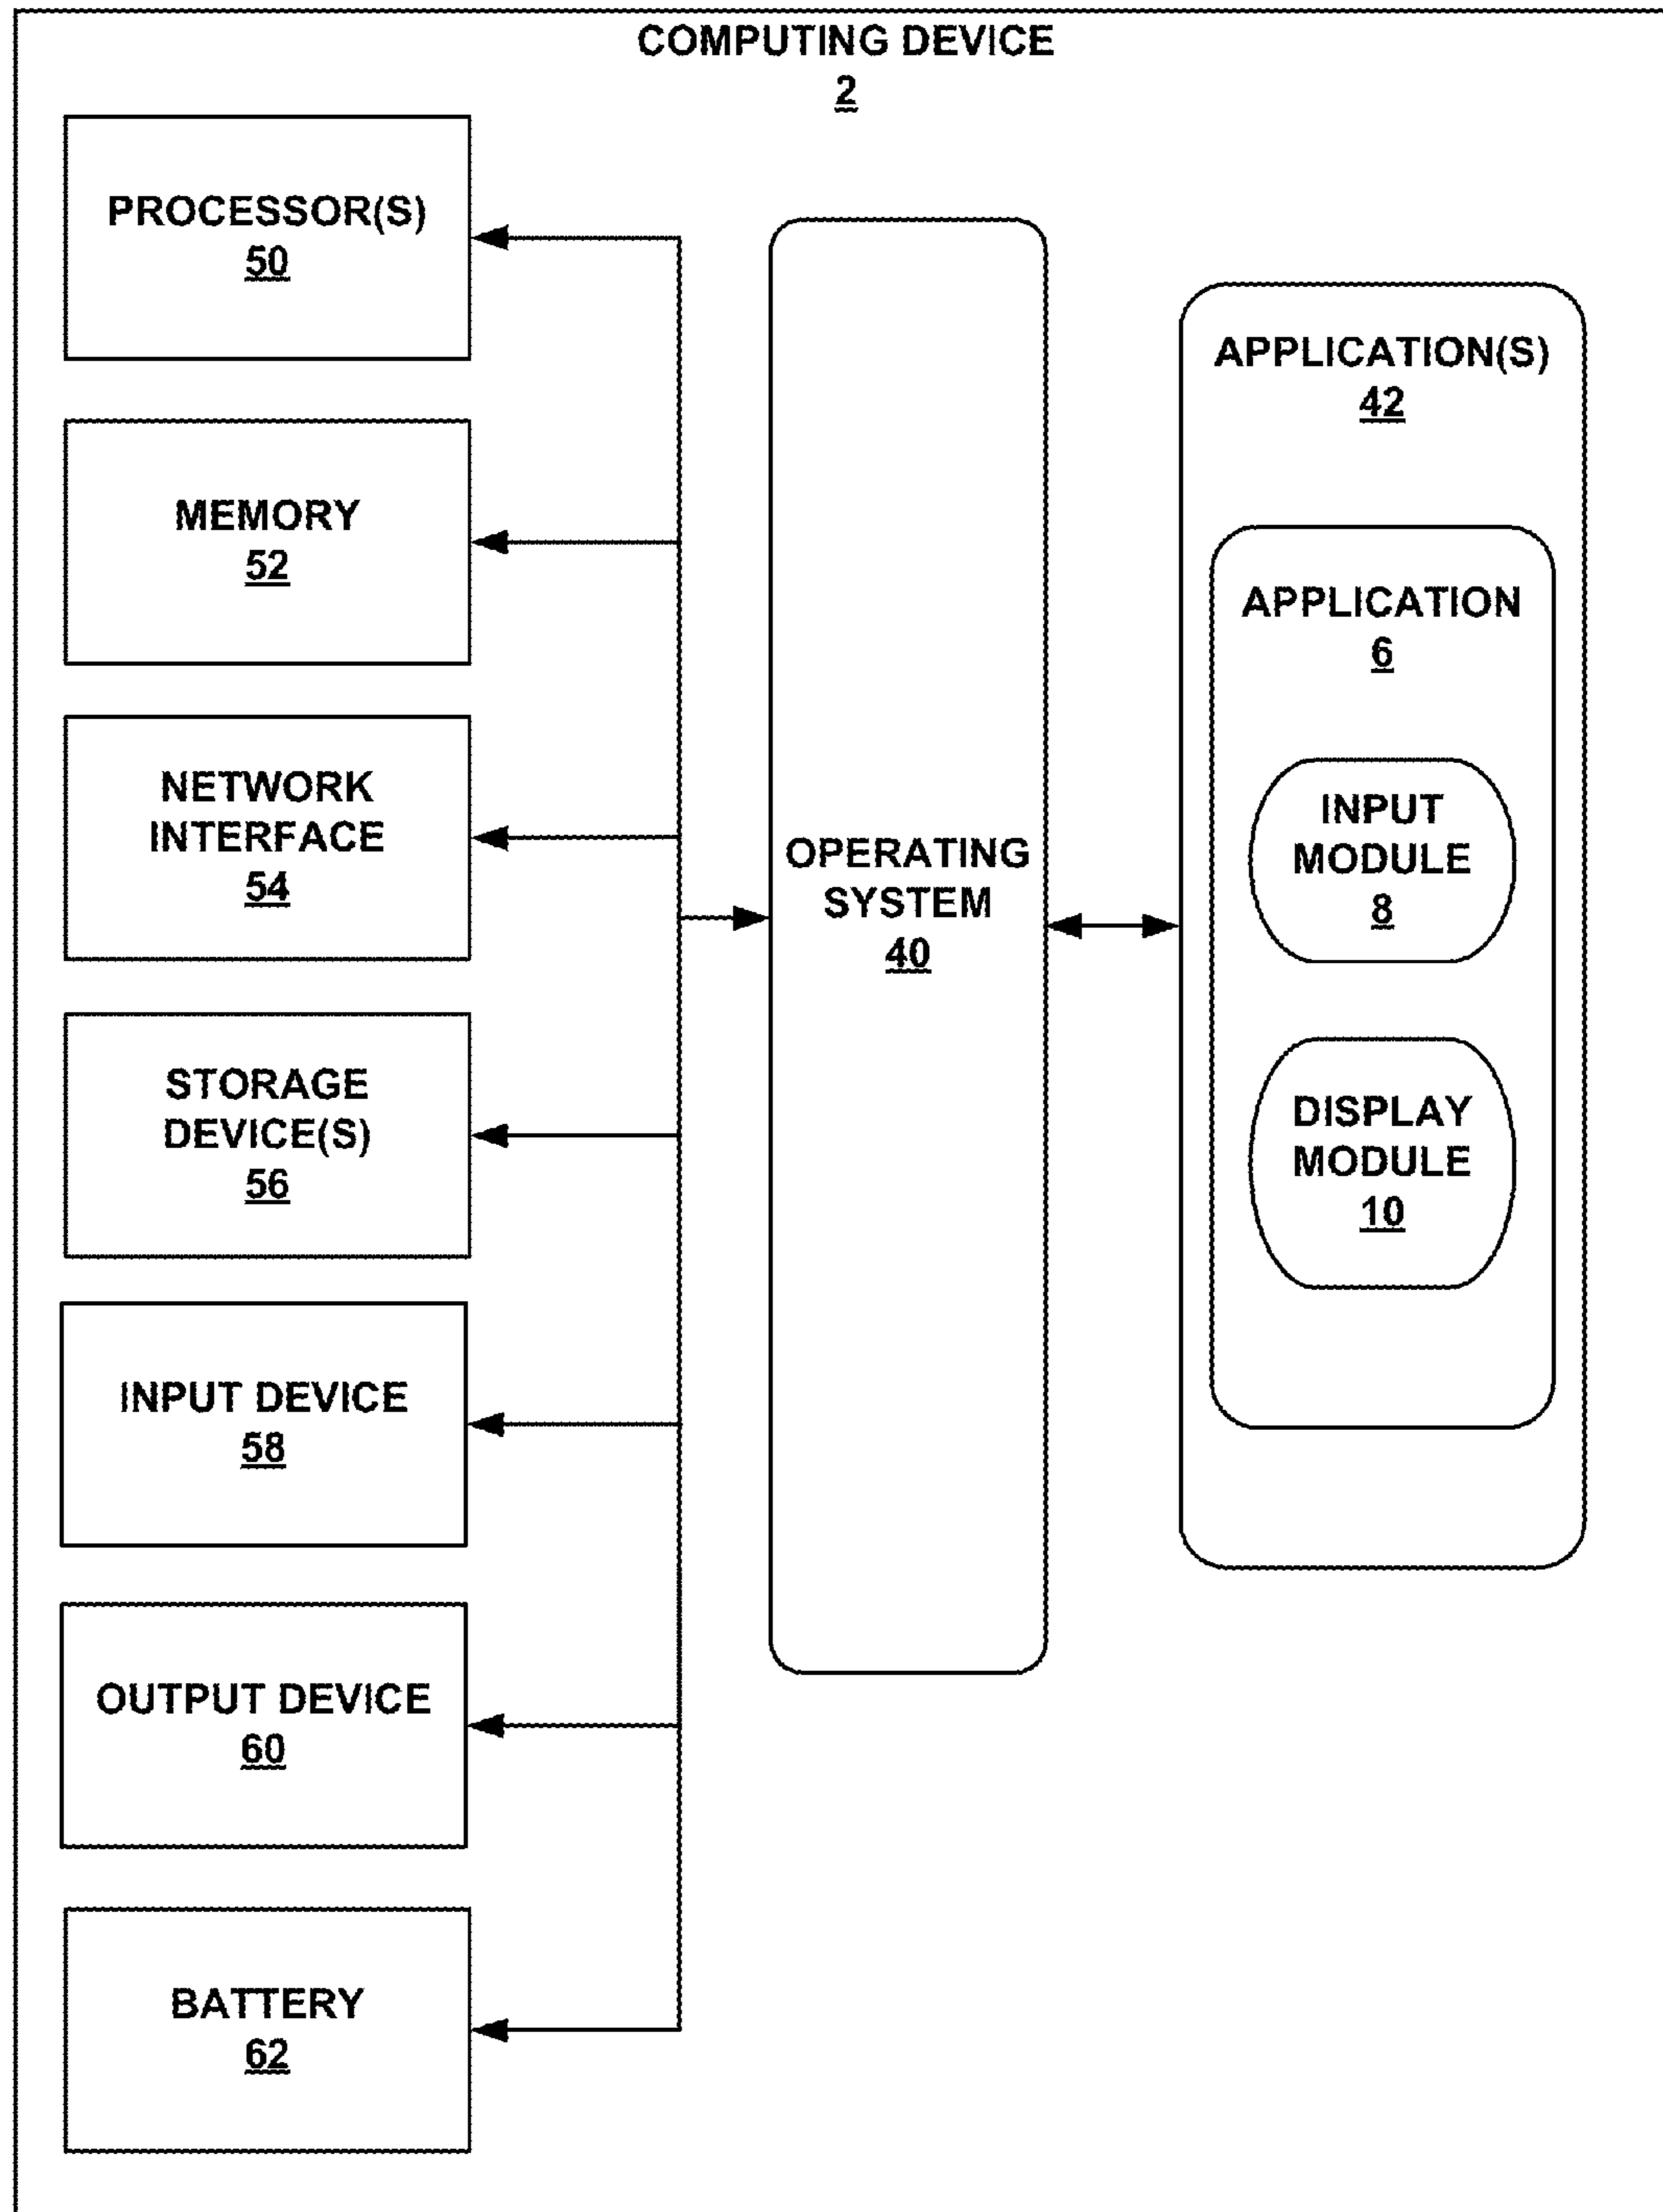 COMPUTING DEVICE
2
PROCESSOR(S)
50
MEMORY
52
NETWORK
INTERFACE
54
STORAGE
DEVICE(S)
56
INPUT DEVICE
58
OUTPUT DEVICE
60
BATTERY
62
OPERATING
SYSTEM
40
APPLICATION(S)
42
APPLICATION
6
INPUT
MODULE
8
DISPLAY
MODULE
10